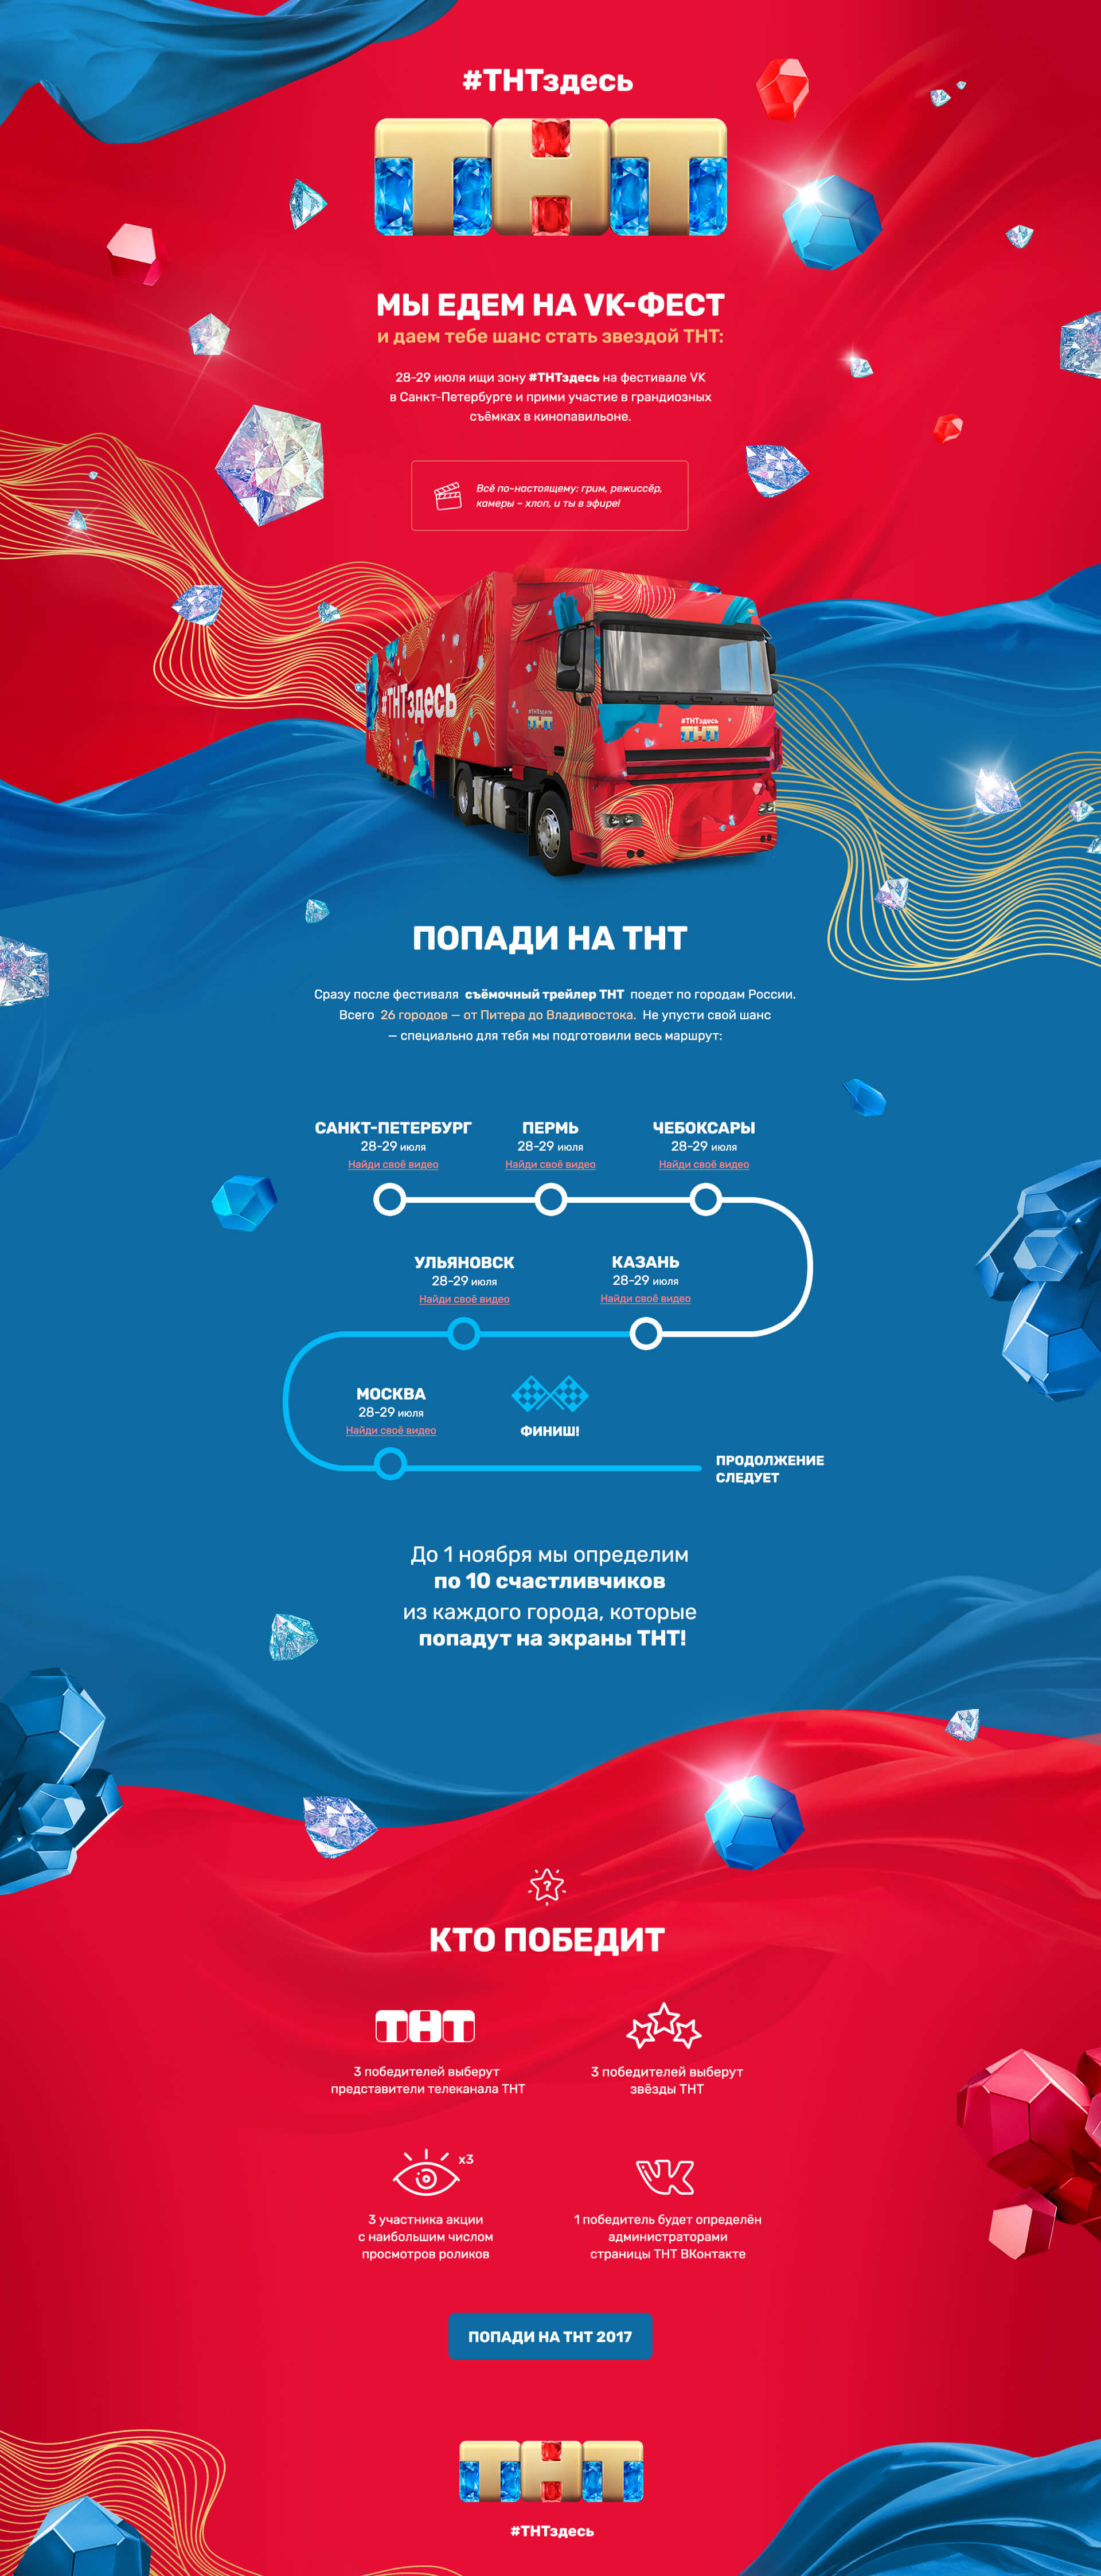 #ТНТздесь
ТНТ
МЫ ЕДЕМ НА VK-ФЕСТ
и даем тебе шанс стать звездой ТНТ:
28-29 июля ищи зону #ТНТздесь на фестивале VK
в Санкт-Петербурге и прими участие в грандиозных
съёмках в кинопавильоне.
Всё по-настоящему: грим, режиссёр,
камеры – хлоп, и ты в эфире!
#ТНТздесь
#ТНТздесь
ТНТ
#ТНТздесь
ТНТ
ПОПАДИ НА ТНТ
Сразу после фестиваля съёмочный трейлер ТНТ поедет по городам России.
Всего 26 городов — от Питера до Владивостока. Не упусти свой шанс
— специально для тебя мы подготовили весь маршрут:
САНКТ-ПЕТЕРБУРГ
28-29 июля
Найди своё видео
ПЕРМЬ
28-29 июля
Найди своё видео
ЧЕБОКСАРЫ
28-29 июля
Найди своё видео
УЛЬЯНОВСК
28-29 июля
Найди своё видео
КАЗАНЬ
28-29 июля
Найди своё видео
МОСКВА
28-29 июля
Найди своё видео
ФИНИШ!
ПРОДОЛЖЕНИЕ
СЛЕДУЕТ
До 1 ноября мы определим
по 10 счастливчиков
из каждого города, которые
попадут на экраны ТНТ!
?
КТО ПОБЕДИТ
ТНТ
3 победителей выберут
представители телеканала ТНТ
3 победителей выберут
звёзды ТНТ
x3
3 участника акции
с наибольшим числом
просмотров роликов
VK
1 победитель будет определён
администраторами
страницы ТНТ ВКонтакте
ПОПАДИ НА ТНТ 2017
ТНТ
#ТНТздесь